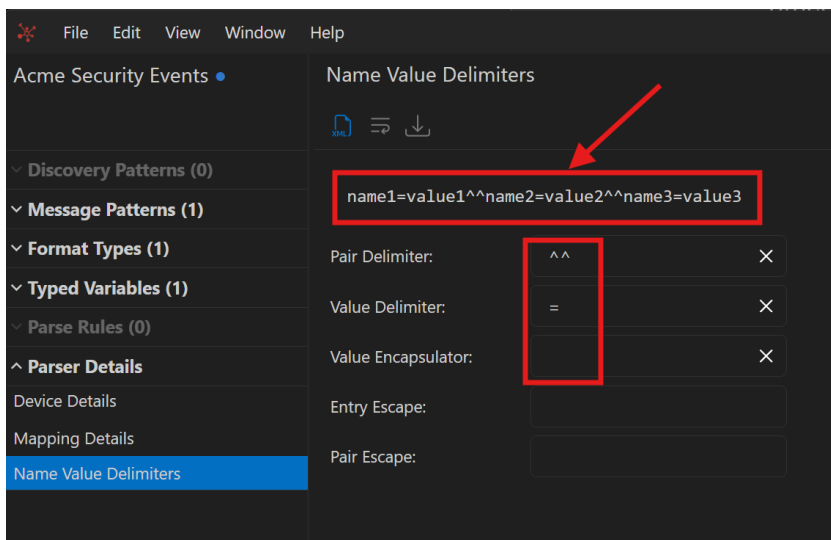 File Edit View Window Help
Acme Security Events
Discovery Patterns (0)
Message Patterns (1)
Format Types (1)
Typed Variables (1)
Parse Rules (0)
Parser Details
Device Details
Mapping Details
Name Value Delimiters
Name Value Delimiters
XML
name1=value1^^name2=value2^^name3=value3
Pair Delimiter: ^^
Value Delimiter: =
Value Encapsulator:
Entry Escape:
Pair Escape: